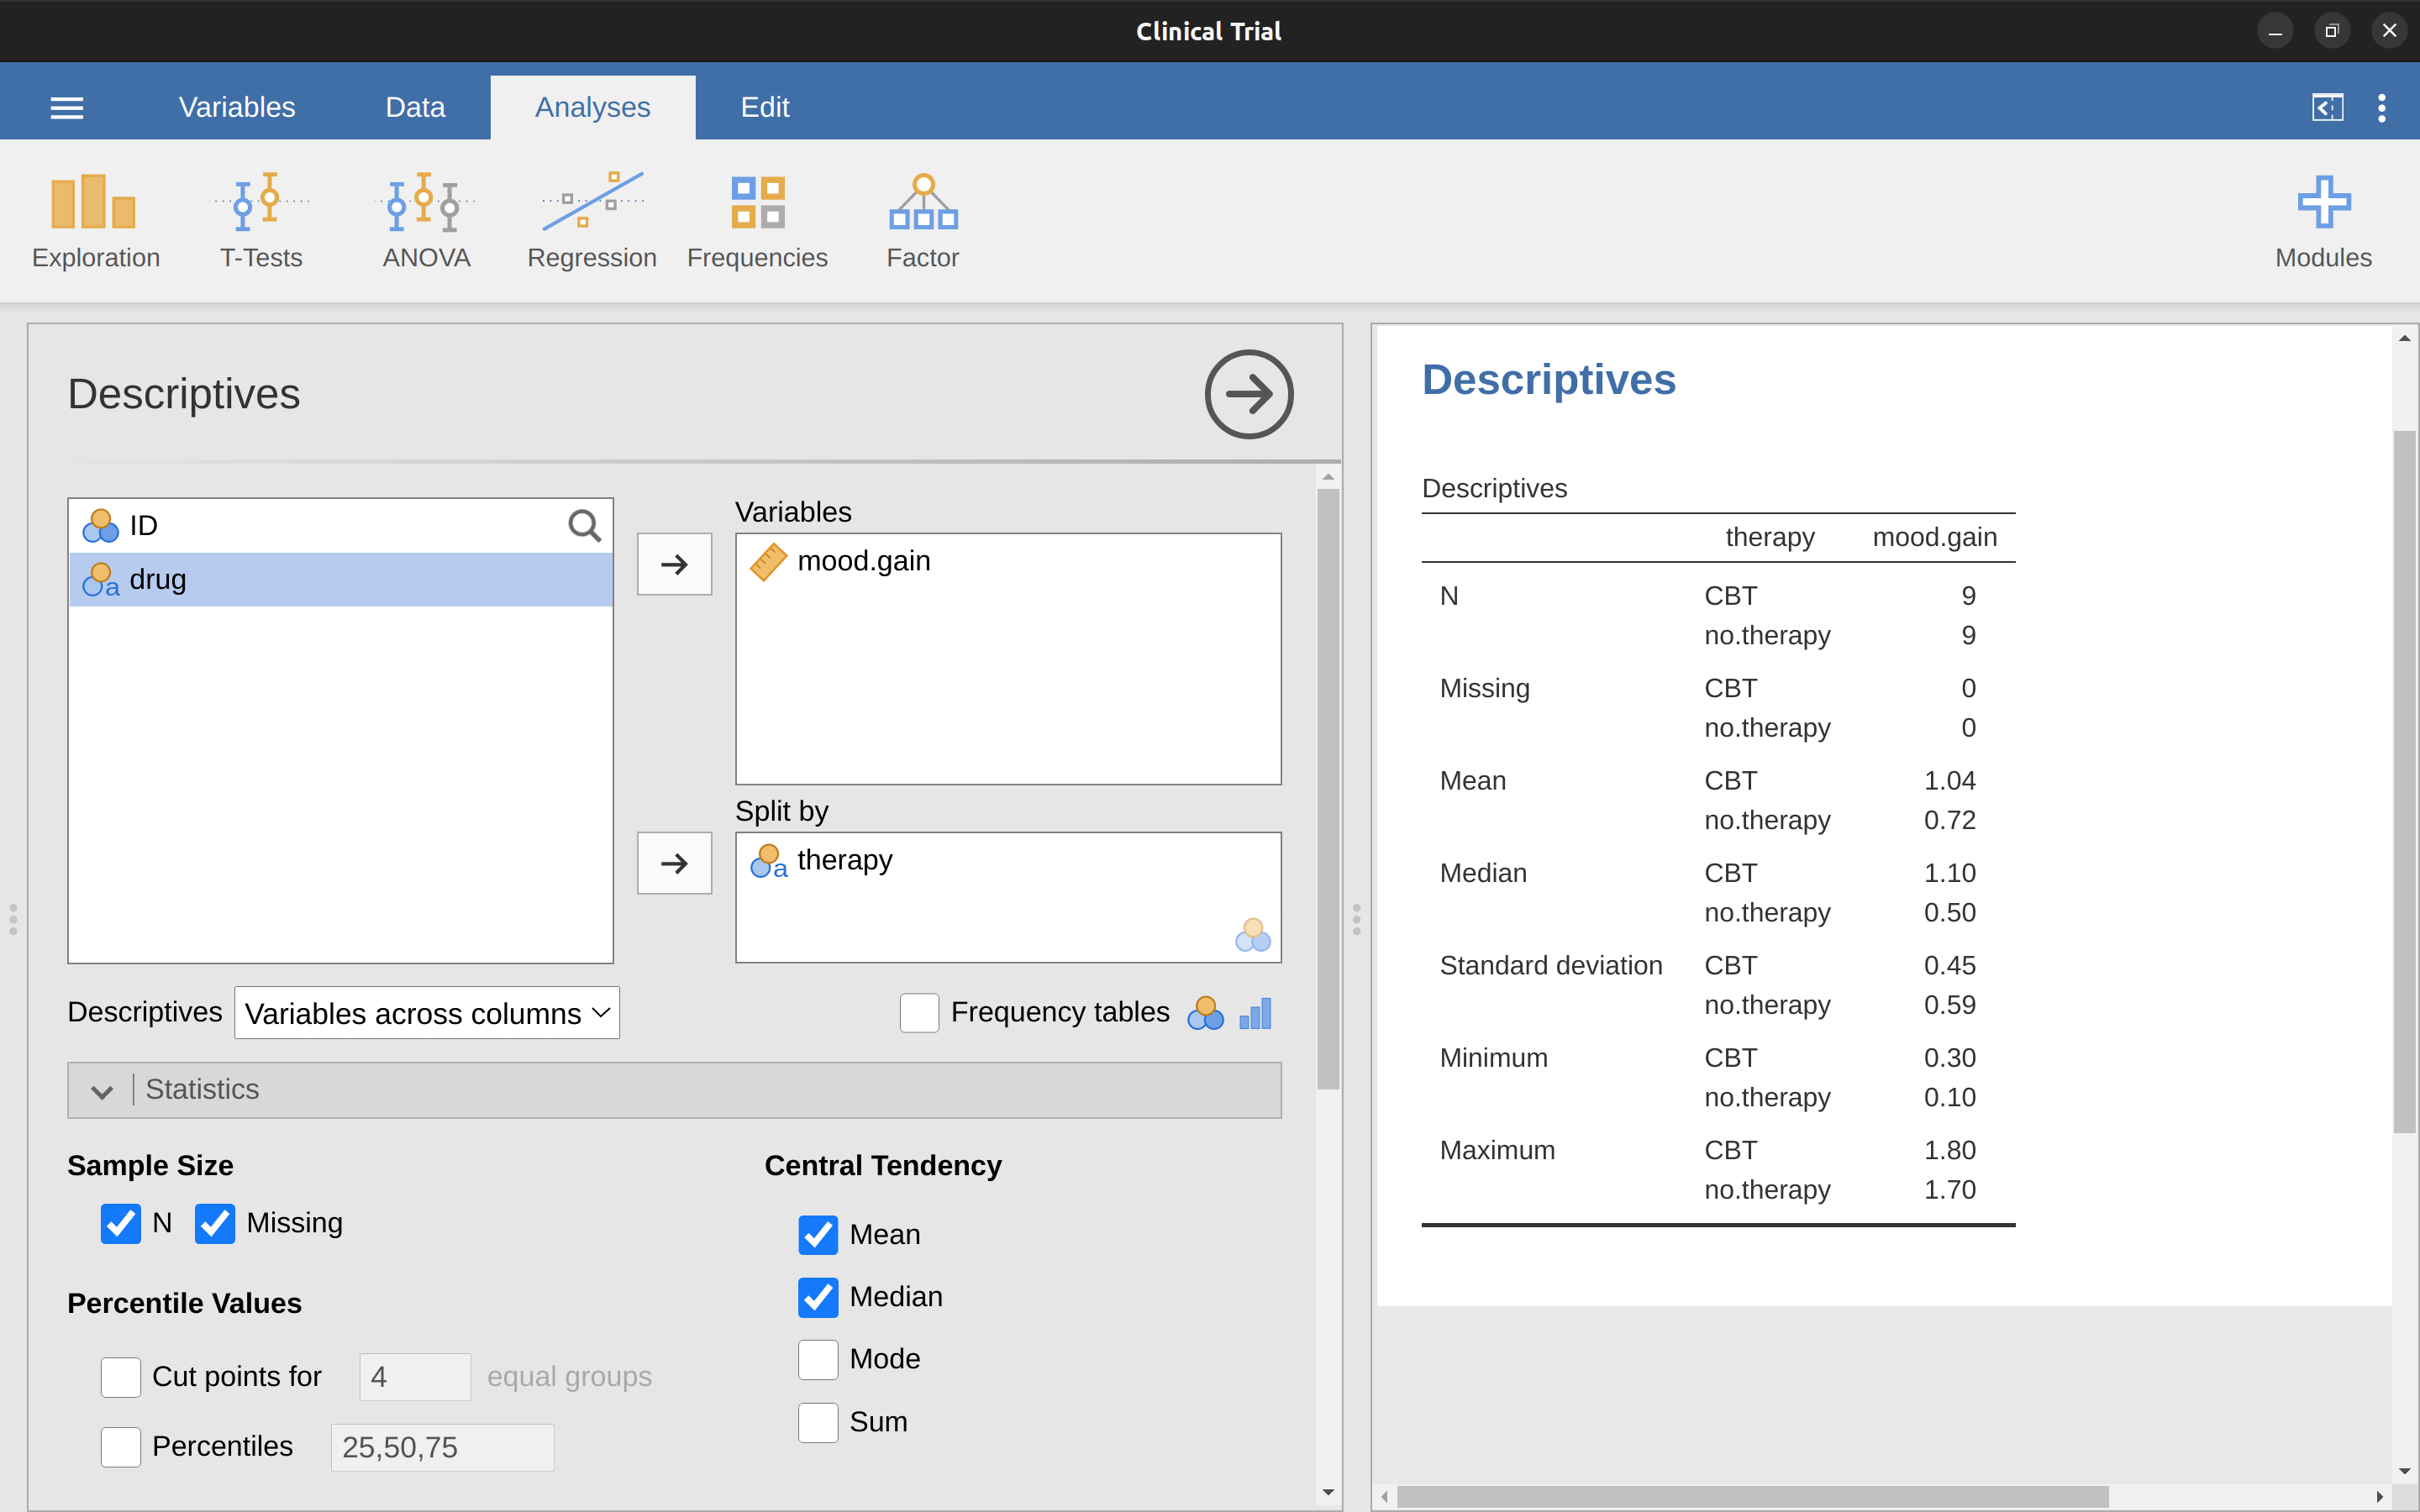 Clinical Trial
Variables Data Analyses Edit
Exploration T-Tests ANOVA Regression Frequencies Factor Modules
Descriptives
ID
drug
Variables
mood.gain
Split by
a therapy
Descriptives Variables across columns Frequency tables
Statistics
Sample Size
N Missing
Percentile Values
Cut points for 4 equal groups
Percentiles 25,50,75
Central Tendency
Mean
Median
Mode
Sum
Descriptives
Descriptives
therapy mood.gain
N CBT 9
no.therapy 9
Missing CBT 0
no.therapy 0
Mean CBT 1.04
no.therapy 0.72
Median CBT 1.10
no.therapy 0.50
Standard deviation CBT 0.45
no.therapy 0.59
Minimum CBT 0.30
no.therapy 0.10
Maximum CBT 1.80
no.therapy 1.70